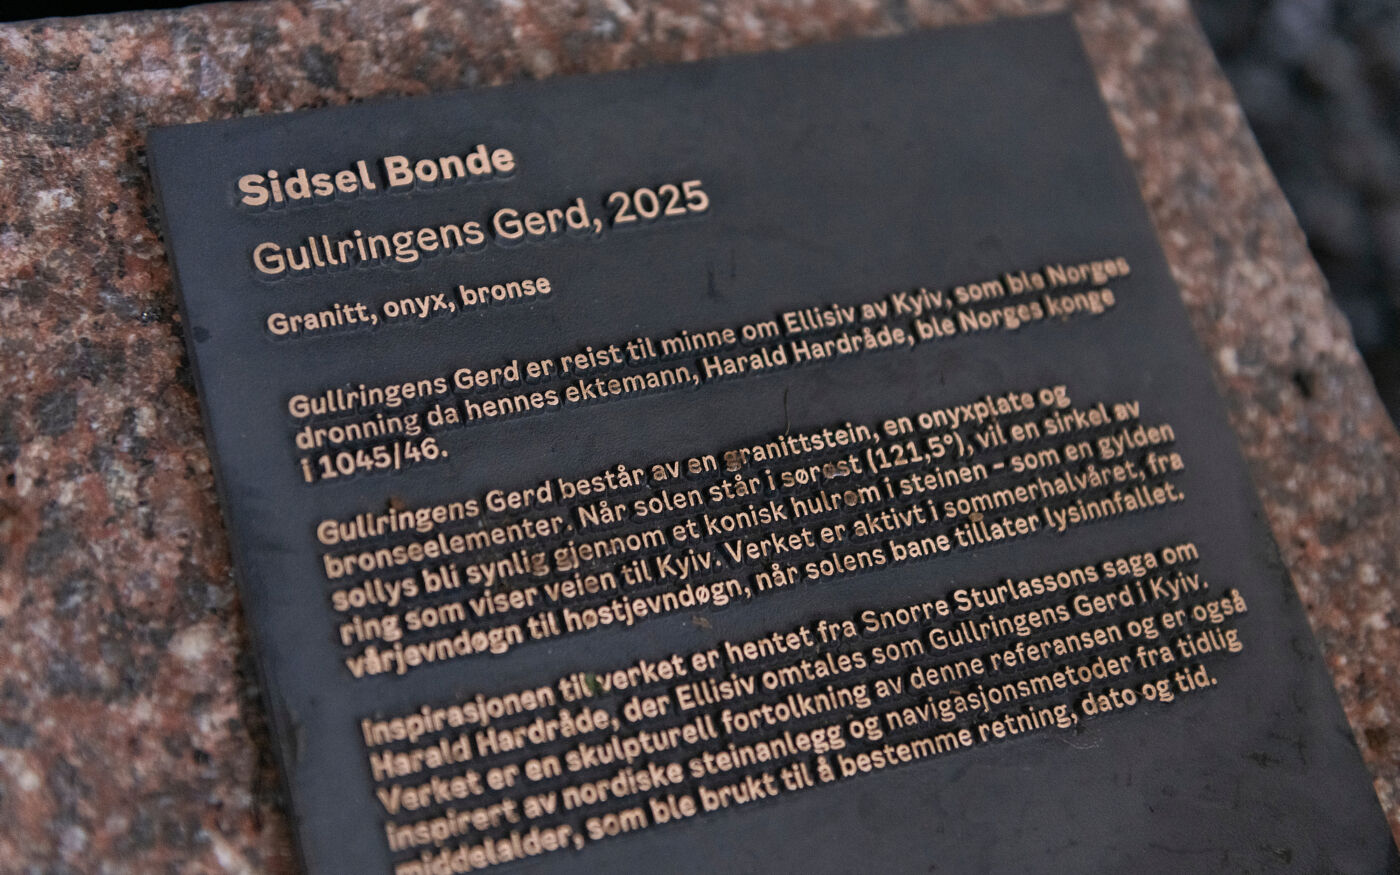 Sidsel Bonde
Gullringens Gerd, 2025
Granitt, onyx, bronse
Gullringens Gerd er reist til minne om Ellisiv av Kyiv, som ble Norges
dronning da hennes ektemann, Harald Hardråde, ble Norges konge
i 1045/46.
Gullringens Gerd består av en granittstein, en onyxplate og
bronseelementer. Når solen står i sørøst (121,5°), vil en sirkel av
sollys bli synlig gjennom et konisk hulrom i steinen – som en gylden
ring som viser veien til Kyiv. Verket er aktivt i sommerhalvåret, fra
vårjevndøgn til høstjevndøgn, når solens bane tillater lysinnfallet.
Inspirasjonen til verket er hentet fra Snorre Sturlassons saga om
Harald Hardråde, der Ellisiv omtales som Gullringens Gerd i Kyiv.
Verket er en skulpturell fortolkning av denne referansen og er også
inspirert av nordiske steinanlegg og navigasjonsmetoder fra tidlig
middelalder, som ble brukt til å bestemme retning, dato og tid.